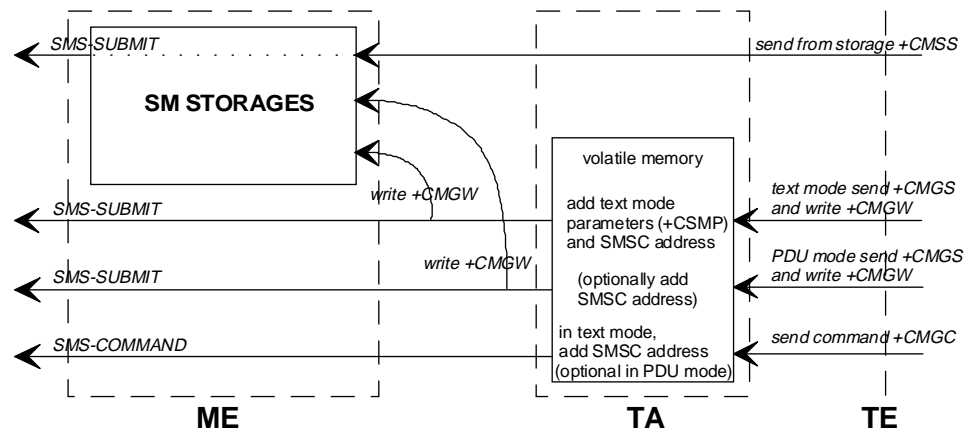 SMS-SUBMIT
send from storage +CMSS
SM STORAGES
volatile memory
write +CMGW
SMS-SUBMIT
add text mode
parameters (+CSMP)
and SMSC address
text mode send +CMGS
and write +CMGW
write +CMGW
SMS-SUBMIT
(optionally add
SMSC address)
PDU mode send +CMGS
and write +CMGW
SMS-COMMAND
in text mode,
add SMSC address
(optional in PDU mode)
send command +CMGC
ME
TA
TE